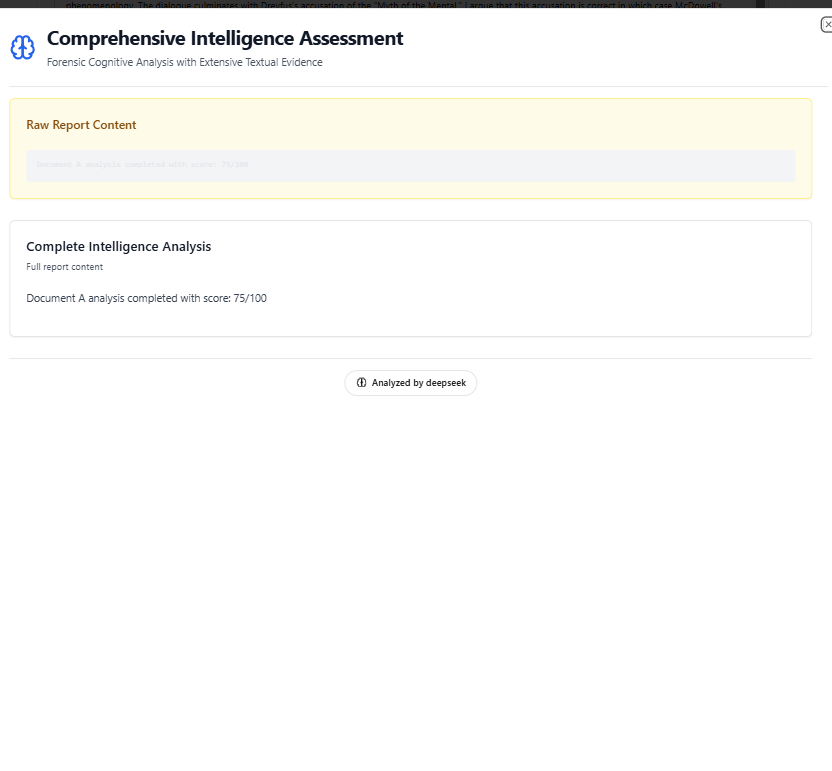 phenomenology. The dialogue culminates with Dreyfus's accusation of the "Myth of the Mental." I argue that this accusation is correct in which case McDowell's
Comprehensive Intelligence Assessment
Forensic Cognitive Analysis with Extensive Textual Evidence
Raw Report Content
Document A analysis completed with score: 75/100
Complete Intelligence Analysis
Full report content
Document A analysis completed with score: 75/100
Analyzed by deepseek